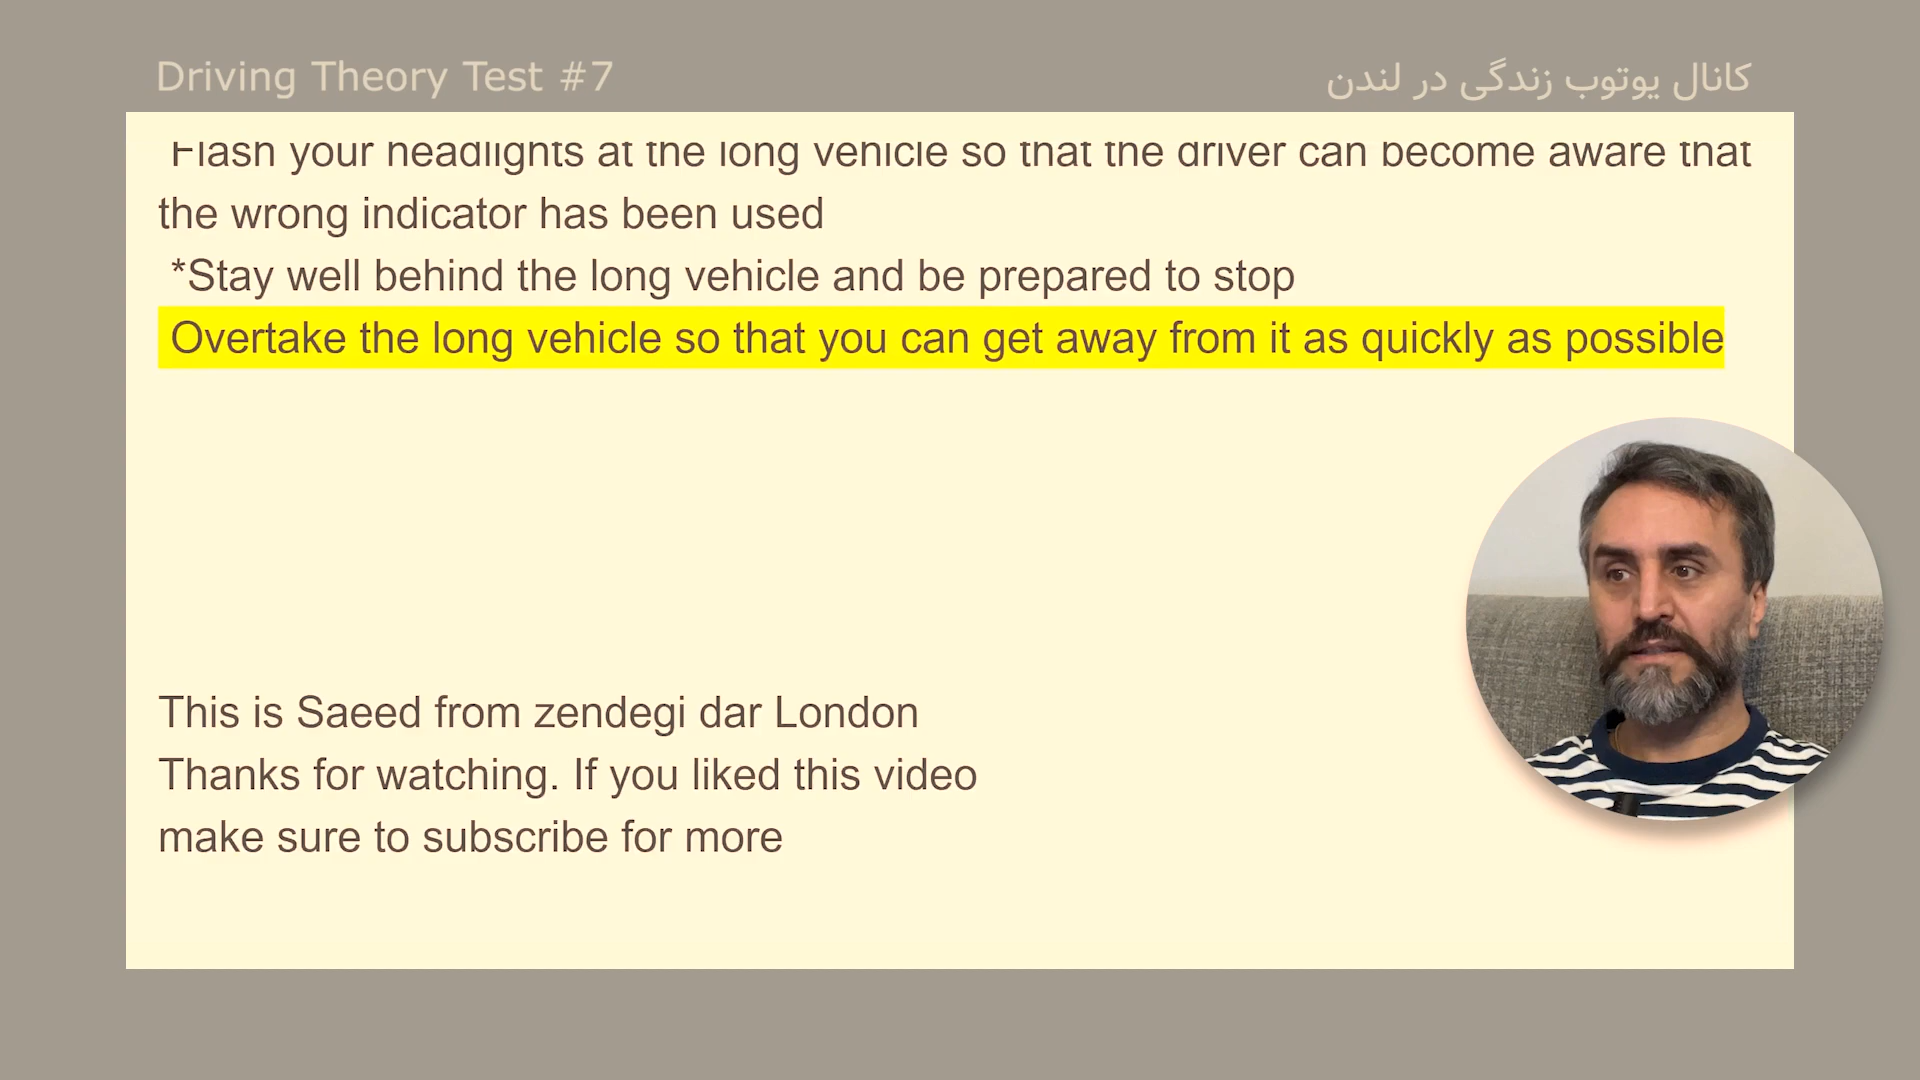 Driving Theory Test #7
کانال یوتوب زندگی در لندن
Flash your headlights at the long vehicle so that the driver can become aware that
the wrong indicator has been used
*Stay well behind the long vehicle and be prepared to stop
Overtake the long vehicle so that you can get away from it as quickly as possible
This is Saeed from zendegi dar London
Thanks for watching. If you liked this video
make sure to subscribe for more